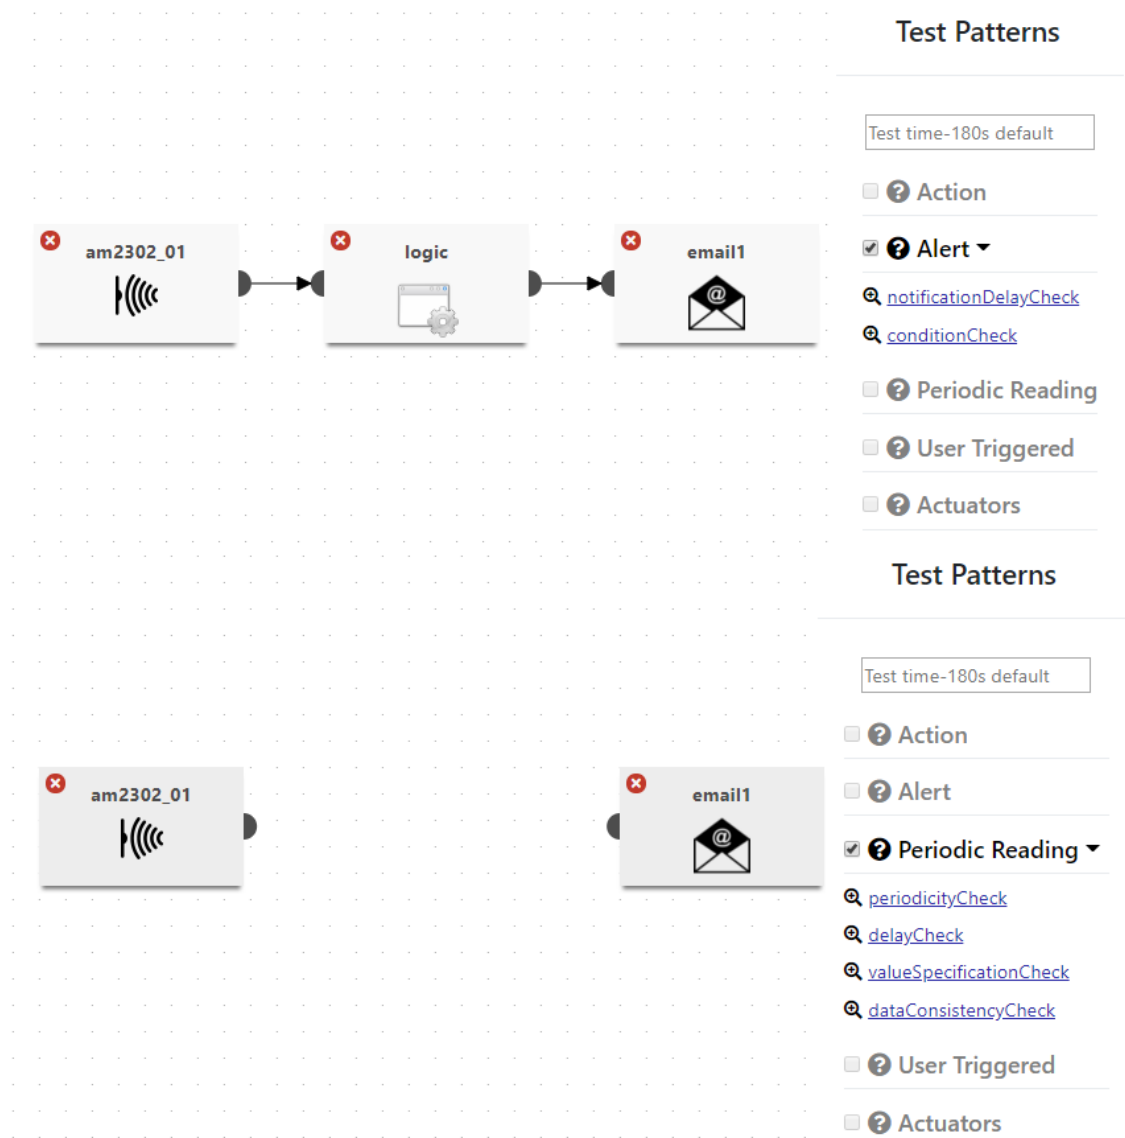 Test Patterns
Test time-180s default
Action
am2302_01
logic
email1
Alert
notificationDelayCheck
conditionCheck
Periodic Reading
User Triggered
Actuators
Test Patterns
Test time-180s default
Action
am2302_01
email1
Alert
Periodic Reading
periodicityCheck
delayCheck
valueSpecificationCheck
dataConsistencyCheck
User Triggered
Actuators